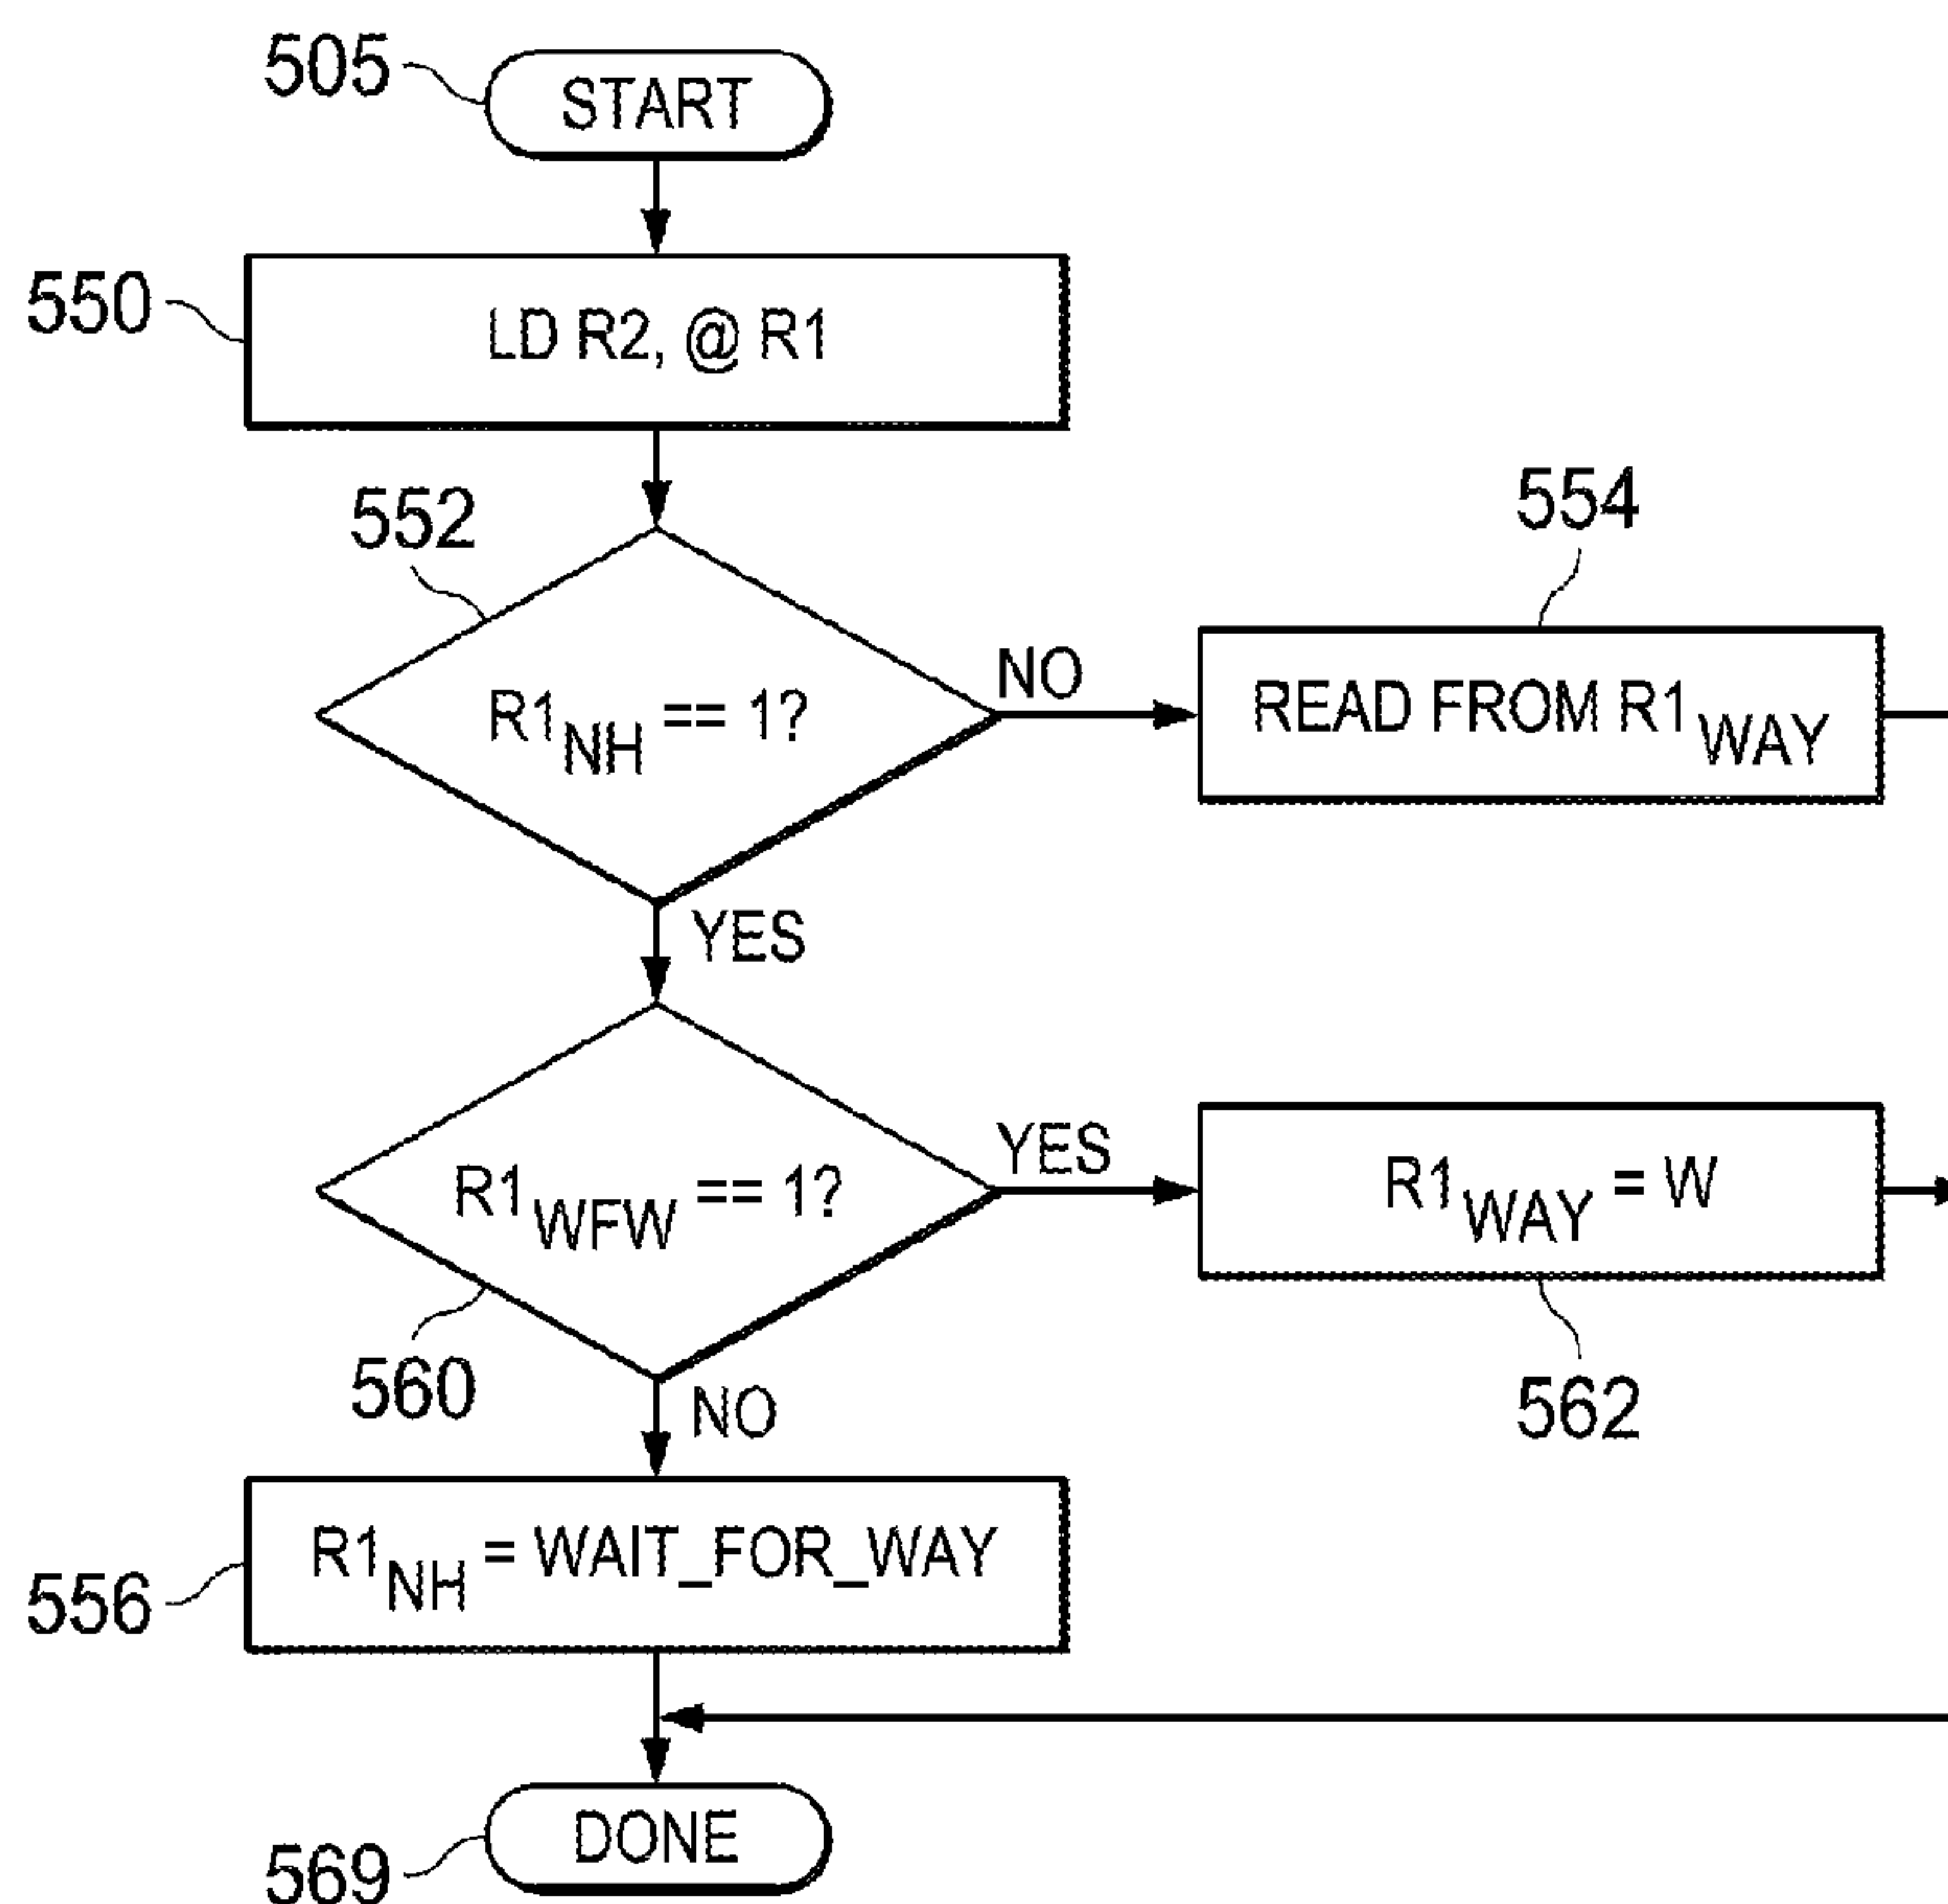 505
START
550
LD R2, @ R1
552
554
R1NH == 1?
NO
READ FROM R1WAY
YES
R1WFW == 1?
YES
R1WAY = W
560
562
NO
R1NH = WAIT_FOR_WAY
556
DONE
569